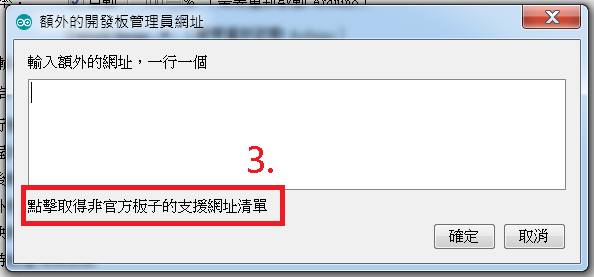 額外的開發板管理員網址
輸入額外的網址，一行一個
3.
點擊取得非官方板子的支援網址清單
確定
取消